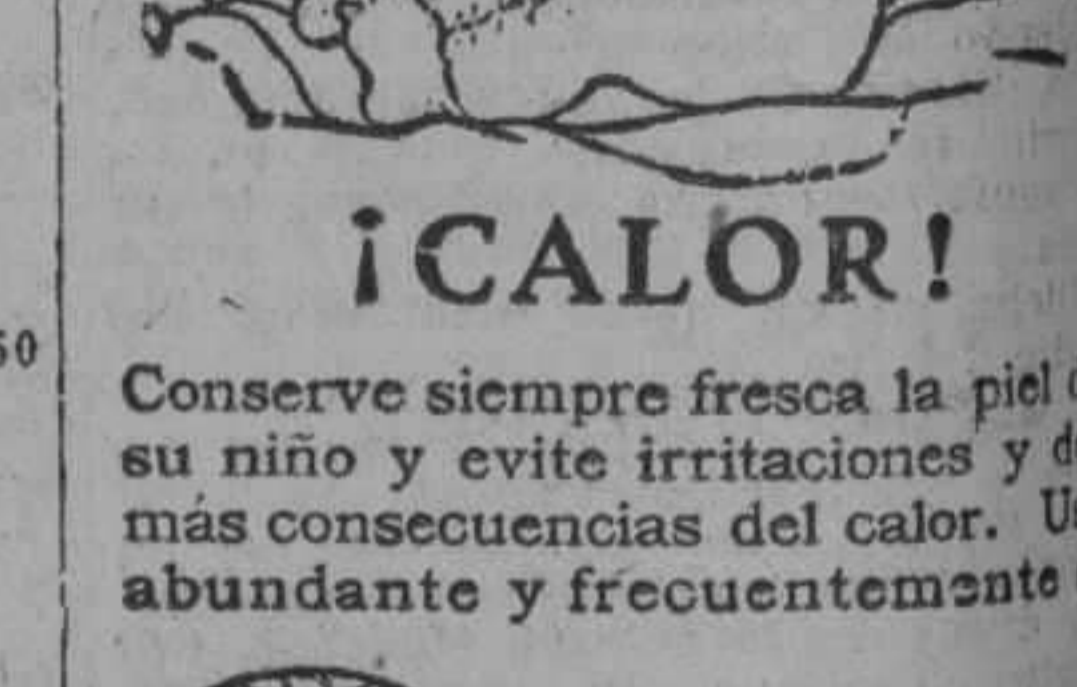 ¡CALOR!
Conserve siempre fresca la piel
su niño y evite irritaciones y
más consecuencias del calor.
abundante y frecuentemente